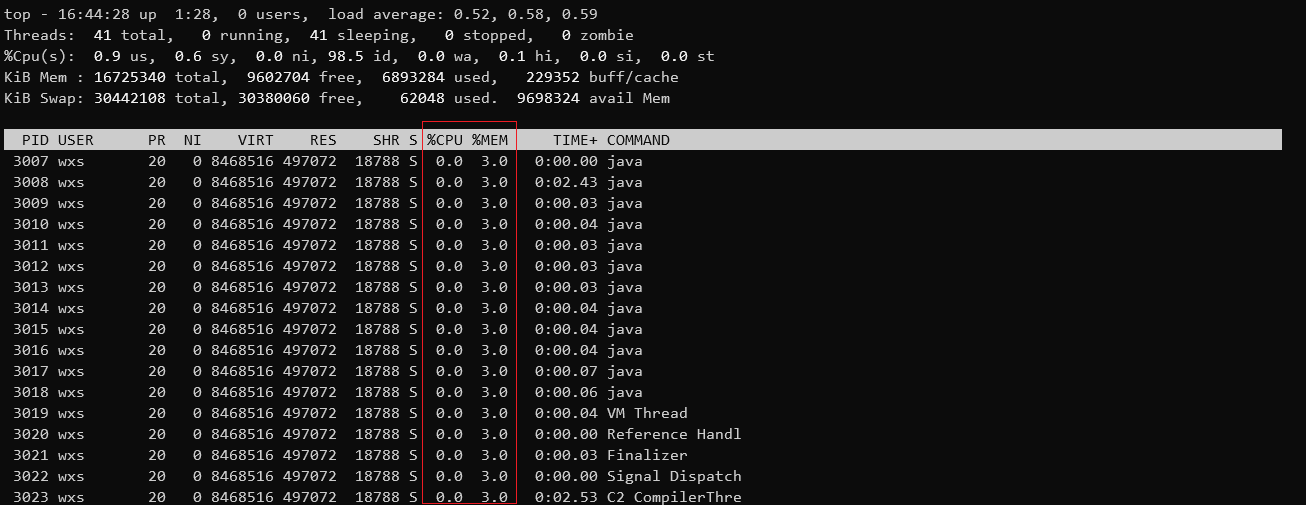 top - 16:44:28 up  1:28,  0 users,  load average: 0.52, 0.58, 0.59
Threads:  41 total,   0 running,  41 sleeping,   0 stopped,   0 zombie
%Cpu(s):  0.9 us,  0.6 sy,  0.0 ni, 98.5 id,  0.0 wa,  0.1 hi,  0.0 si,  0.0 st
KiB Mem : 16725340 total,  9602704 free,  6893284 used,   229352 buff/cache
KiB Swap: 30442108 total, 30380060 free,    62048 used.  9698324 avail Mem
  PID USER      PR  NI    VIRT    RES    SHR S %CPU %MEM     TIME+ COMMAND
 3007 wxs       20   0 8468516 497072  18788 S  0.0  3.0   0:00.00 java
 3008 wxs       20   0 8468516 497072  18788 S  0.0  3.0   0:02.43 java
 3009 wxs       20   0 8468516 497072  18788 S  0.0  3.0   0:00.03 java
 3010 wxs       20   0 8468516 497072  18788 S  0.0  3.0   0:00.04 java
 3011 wxs       20   0 8468516 497072  18788 S  0.0  3.0   0:00.03 java
 3012 wxs       20   0 8468516 497072  18788 S  0.0  3.0   0:00.03 java
 3013 wxs       20   0 8468516 497072  18788 S  0.0  3.0   0:00.03 java
 3014 wxs       20   0 8468516 497072  18788 S  0.0  3.0   0:00.04 java
 3015 wxs       20   0 8468516 497072  18788 S  0.0  3.0   0:00.04 java
 3016 wxs       20   0 8468516 497072  18788 S  0.0  3.0   0:00.04 java
 3017 wxs       20   0 8468516 497072  18788 S  0.0  3.0   0:00.07 java
 3018 wxs       20   0 8468516 497072  18788 S  0.0  3.0   0:00.06 java
 3019 wxs       20   0 8468516 497072  18788 S  0.0  3.0   0:00.04 VM Thread
 3020 wxs       20   0 8468516 497072  18788 S  0.0  3.0   0:00.00 Reference Handl
 3021 wxs       20   0 8468516 497072  18788 S  0.0  3.0   0:00.03 Finalizer
 3022 wxs       20   0 8468516 497072  18788 S  0.0  3.0   0:00.00 Signal Dispatch
 3023 wxs       20   0 8468516 497072  18788 S  0.0  3.0   0:02.53 C2 CompilerThre